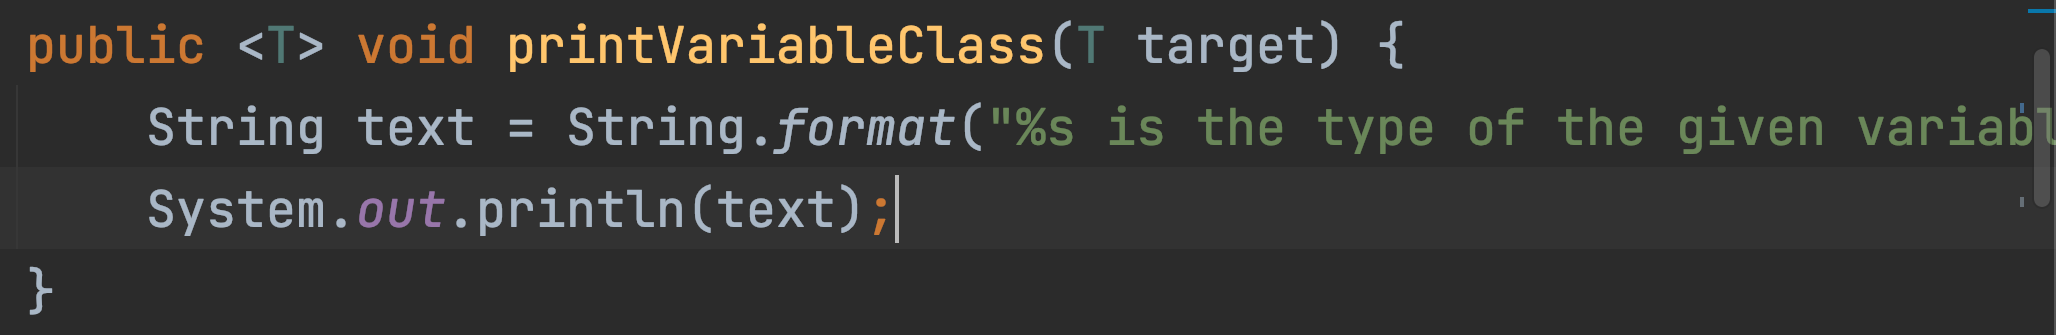 public <T> void printVariableClass(T target) {
    String text = String.format("%s is the type of the given variabl
    System.out.println(text);
}